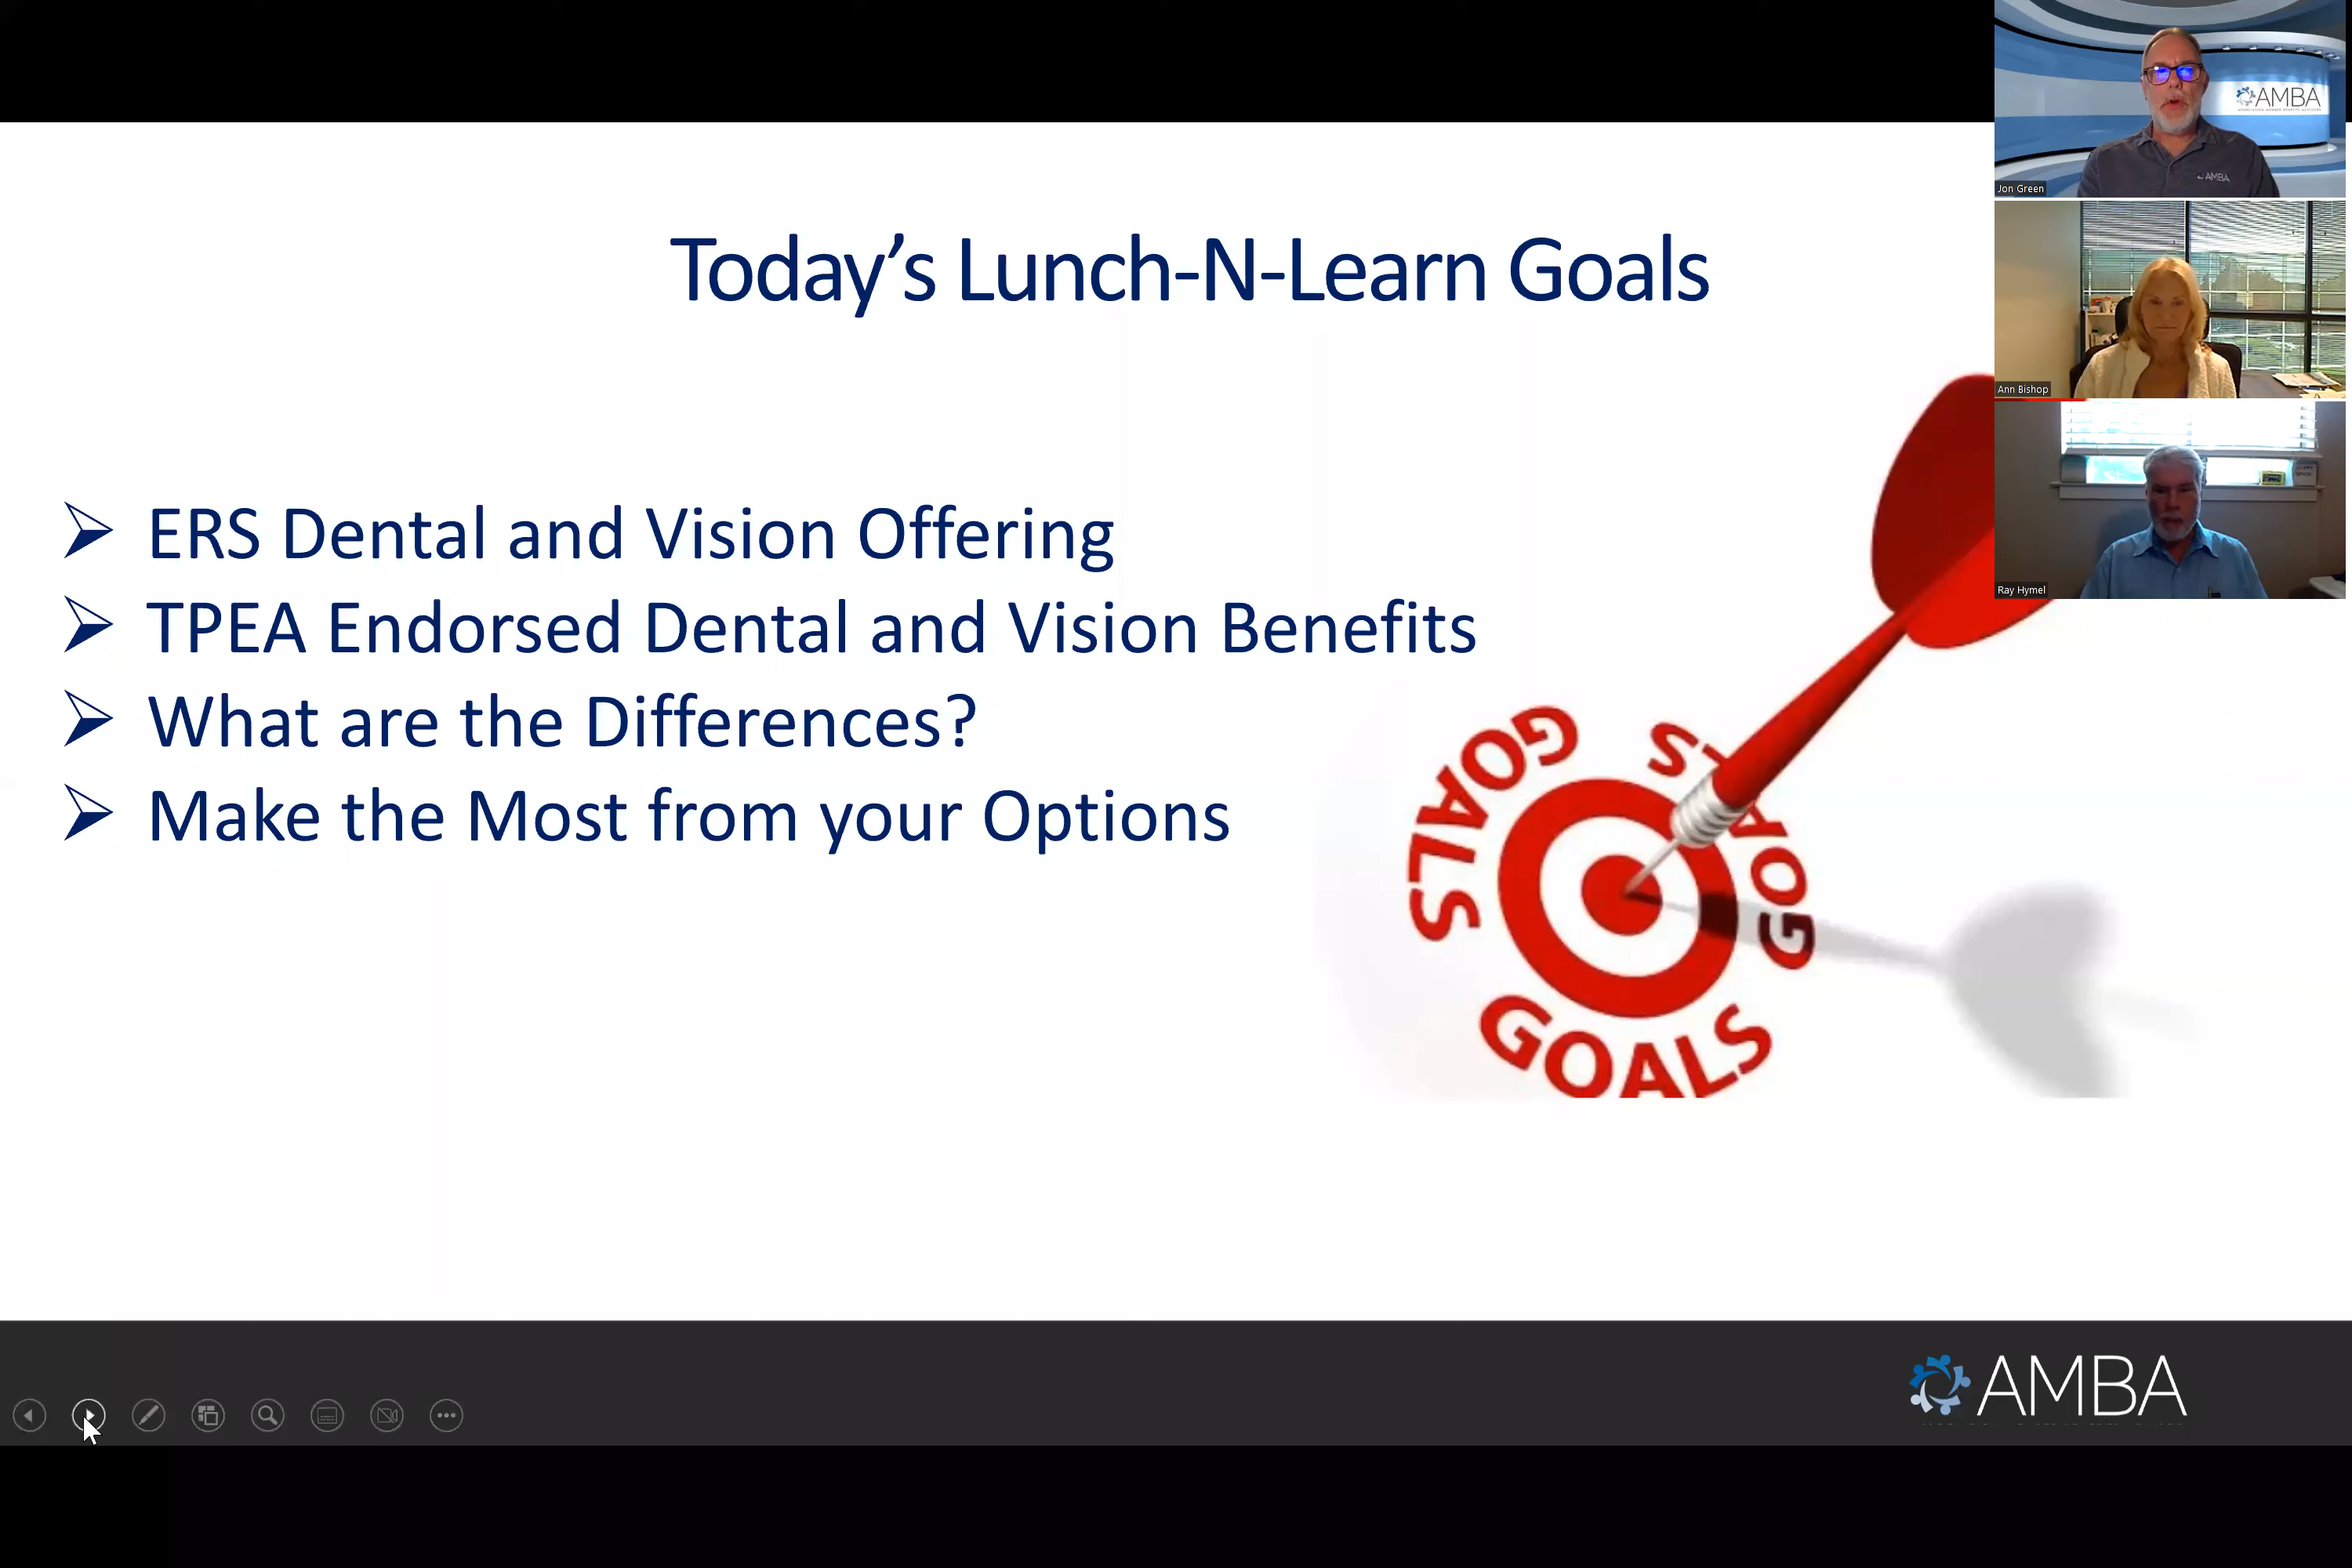 Today's Lunch-N-Learn Goals
ERS Dental and Vision Offering
TPEA Endorsed Dental and Vision Benefits
What are the Differences?
Make the Most from your Options
GOALS
GOALS
GOALS
AMBA
AMBA
Jon Green
Ann Bishop
Ray Hymel
AMBA